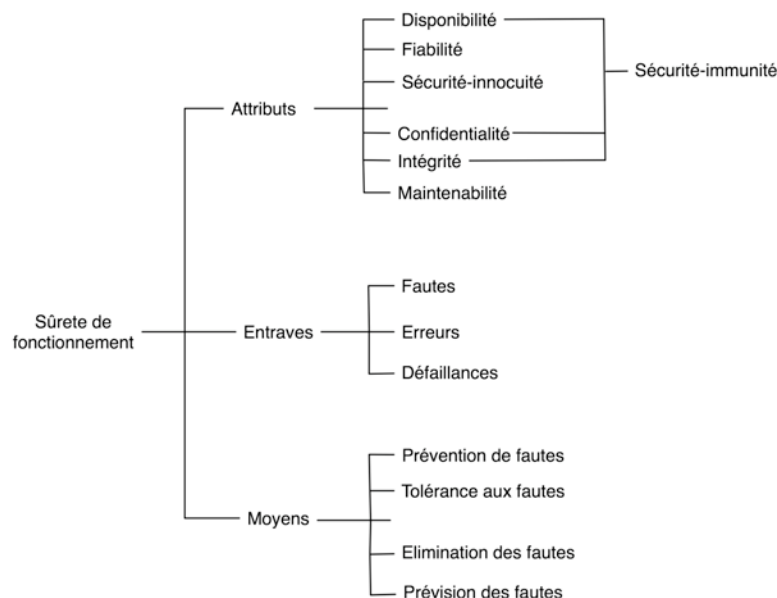 Disponibilité
Fiabilité
Sécurité-immunité
Sécurité-innocuité
Attributs
Confidentialité
Intégrité
Maintenabilité
Fautes
Sûrete de
fonctionnement
Entraves
Erreurs
Défaillances
Prévention de fautes
Tolérance aux fautes
Moyens
Elimination des fautes
Prévision des fautes